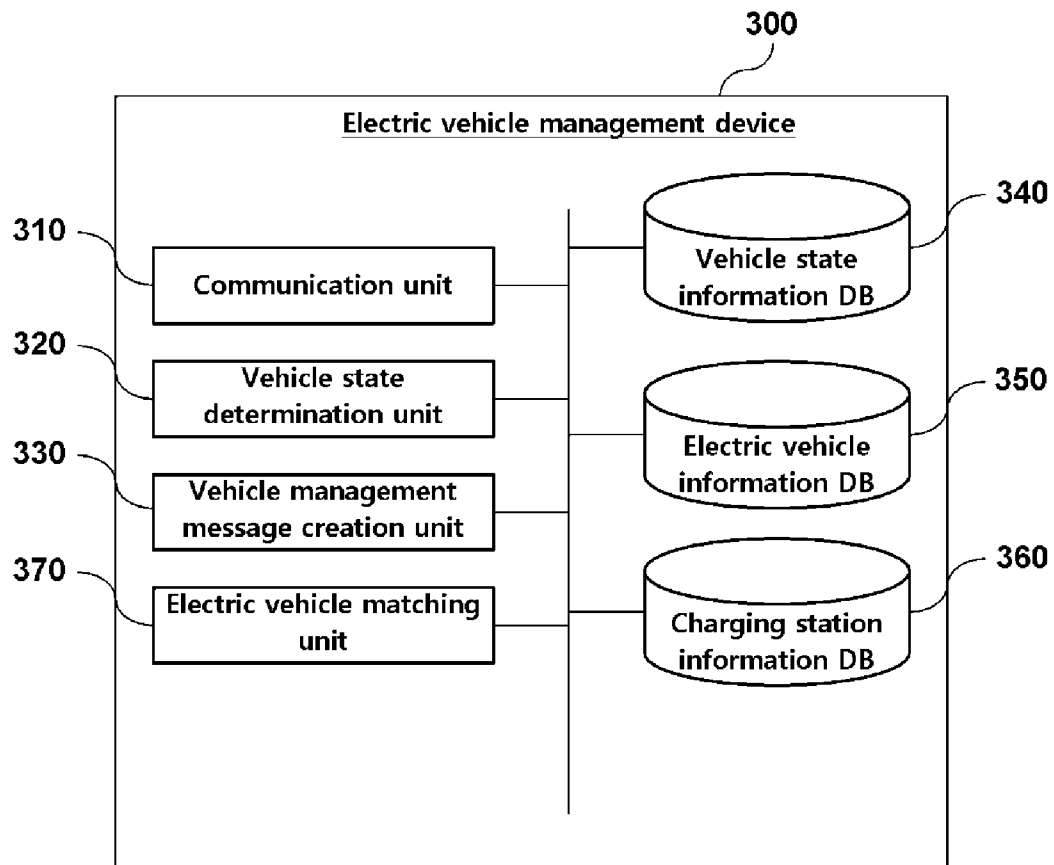 300
Electric vehicle management device
310
Communication unit
320
Vehicle state
determination unit
330
Vehicle management
message creation unit
370
Electric vehicle matching
unit
340
Vehicle state
information DB
350
Electric vehicle
information DB
360
Charging station
information DB